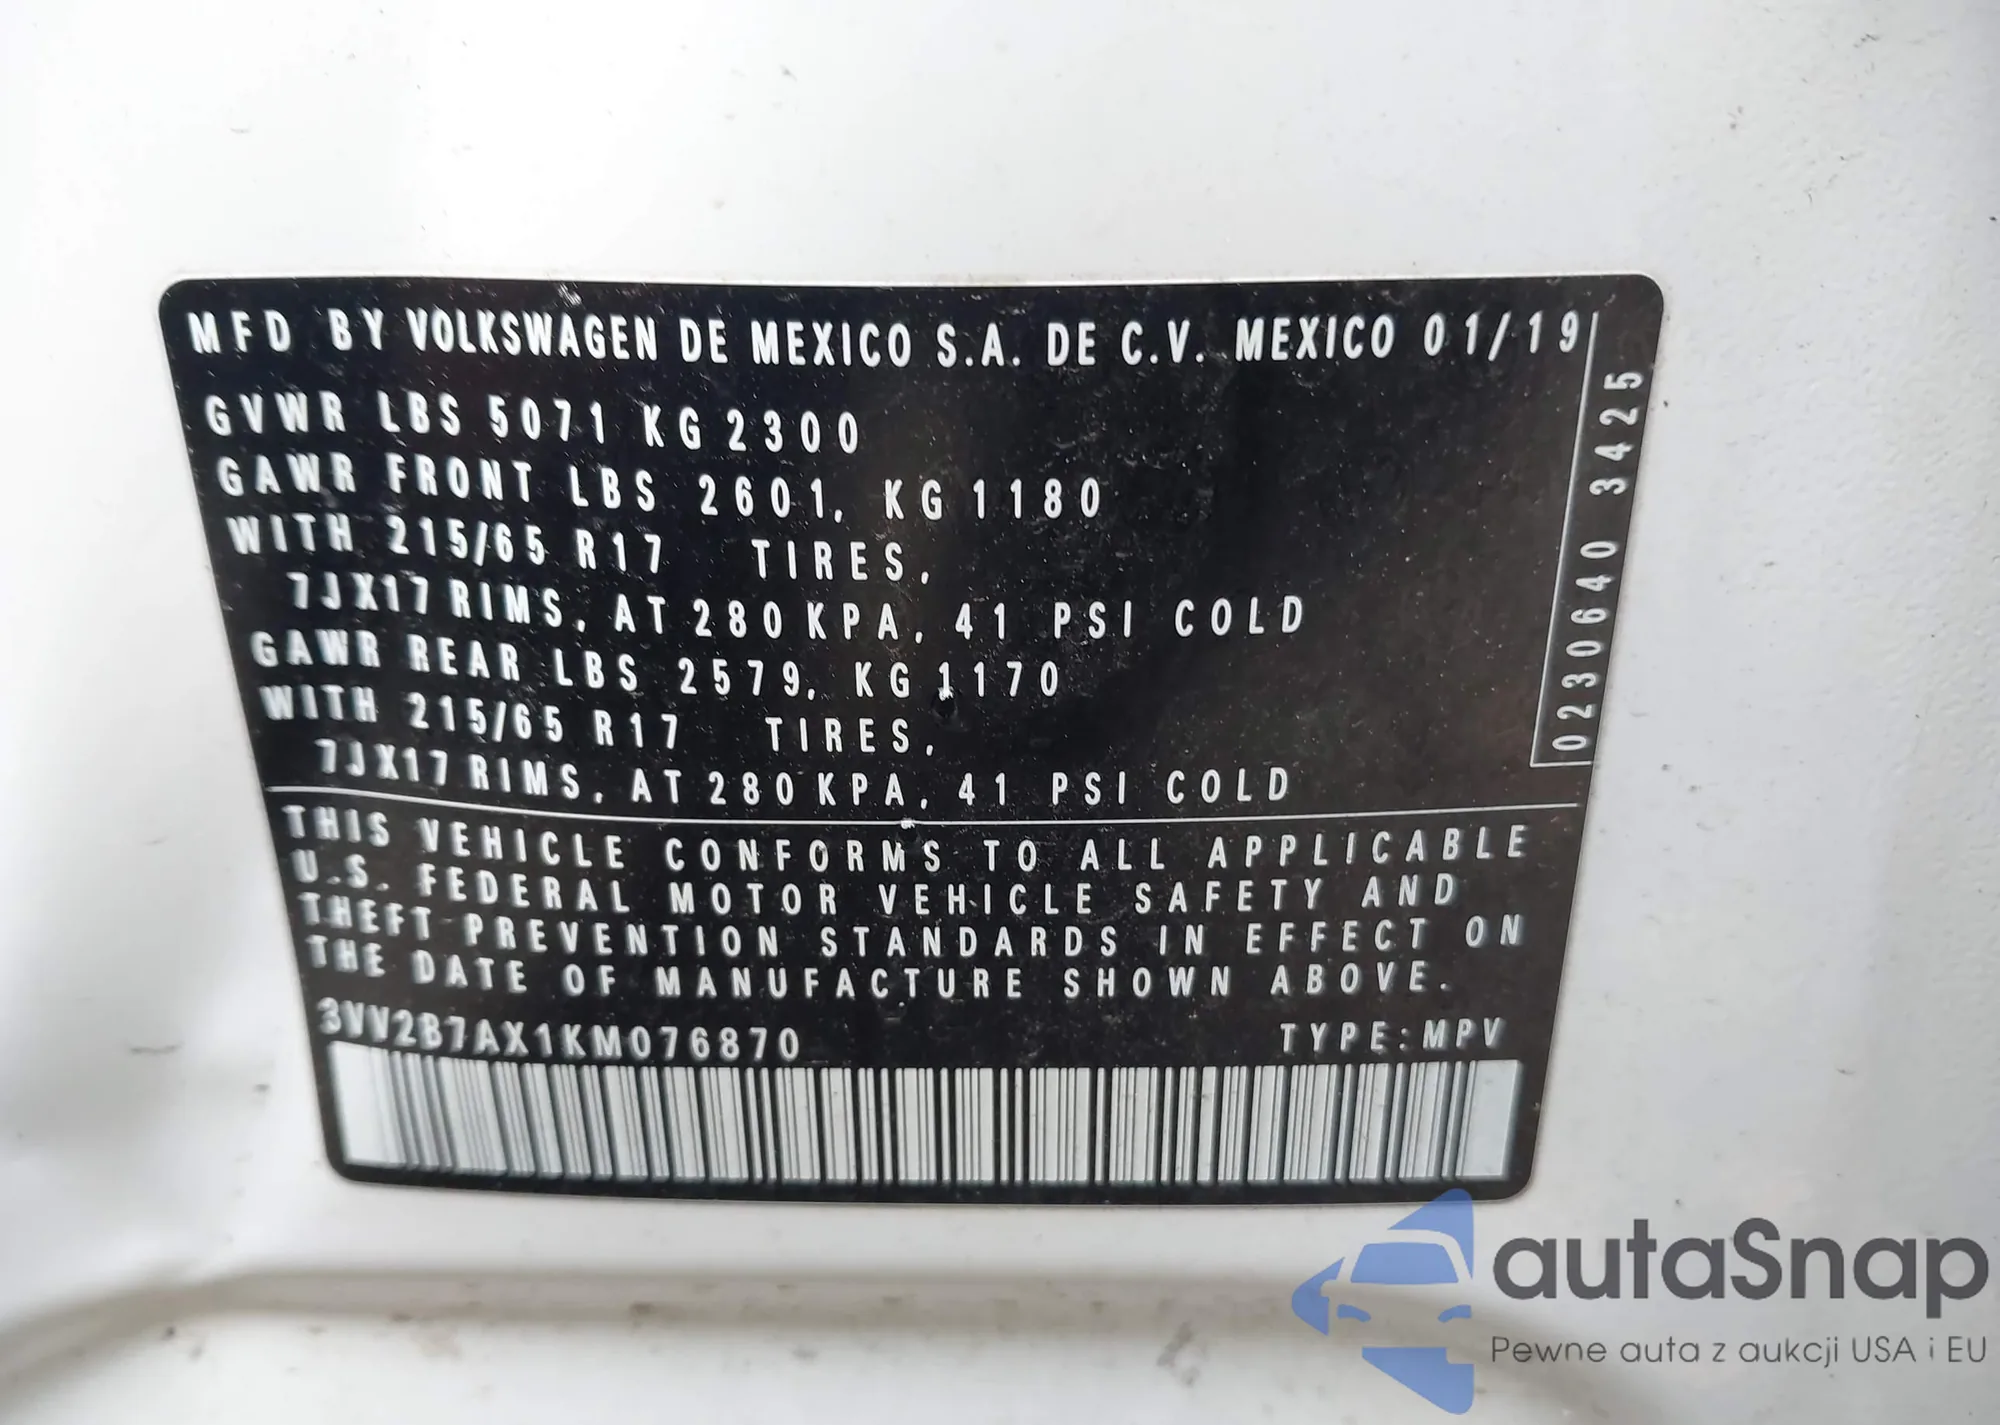 MFD BY VOLKSWAGEN DE MEXICO S.A. DE C.V. MEXICO 01/19
GVWR LBS 5071 KG 2300
GAWR FRONT LBS 2601, KG 1180
WITH 215/65 R17 TIRES,
7JX17 RIMS, AT 280 KPA, 41 PSI COLD
GAWR REAR LBS 2579, KG 1170
WITH 215/65 R17 TIRES,
7JX17 RIMS, AT 280 KPA, 41 PSI COLD
0230640 3425
THIS VEHICLE CONFORMS TO ALL APPLICABLE
U.S. FEDERAL MOTOR VEHICLE SAFETY AND
THEFT PREVENTION STANDARDS IN EFFECT ON
THE DATE OF MANUFACTURE SHOWN ABOVE.
3VV2B7AX1KM076870 TYPE: MPV
autaSnap
Pewne auta z aukcji USA i EU